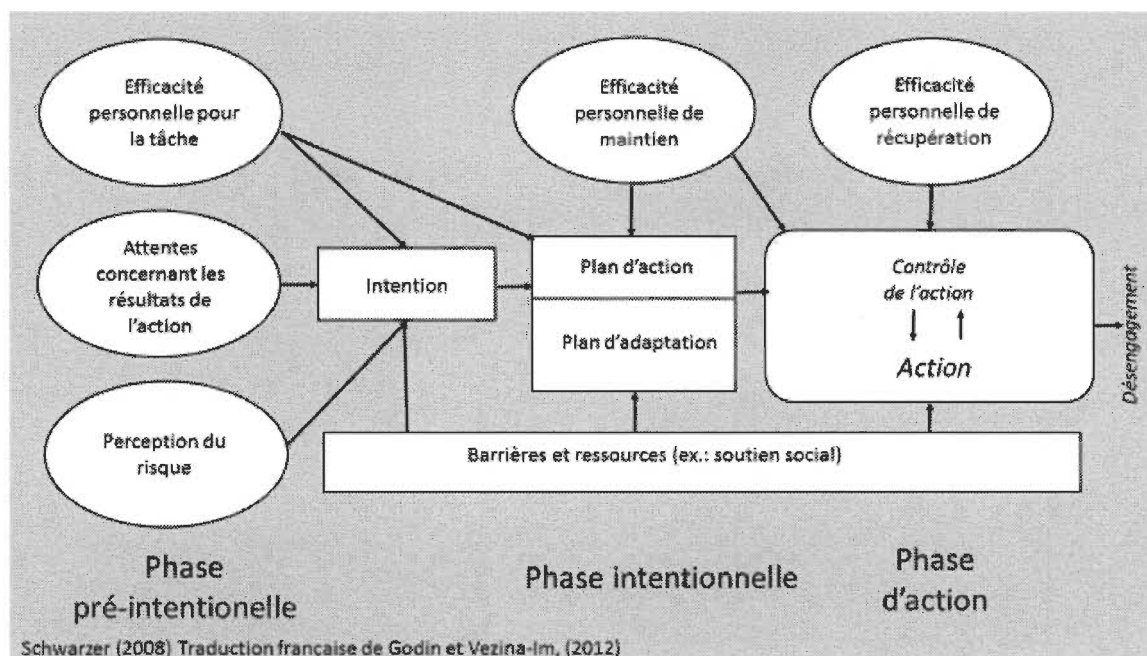 Efficacité
personnelle pour
la tâche
Efficacité
personnelle de
maintien
Efficacité
personnelle de
récupération
Attentes
concernant les
résultats de
l'action
Intention
Plan d'action
Plan d'adaptation
Contrôle
de l'action
Action
Désengagement
Perception du
risque
Barrières et ressources (ex.: soutien social)
Phase
pré-intentionelle
Phase intentionnelle
Phase
d'action
Schwarzer (2008) Traduction française de Godin et Vezina-Im, (2012)